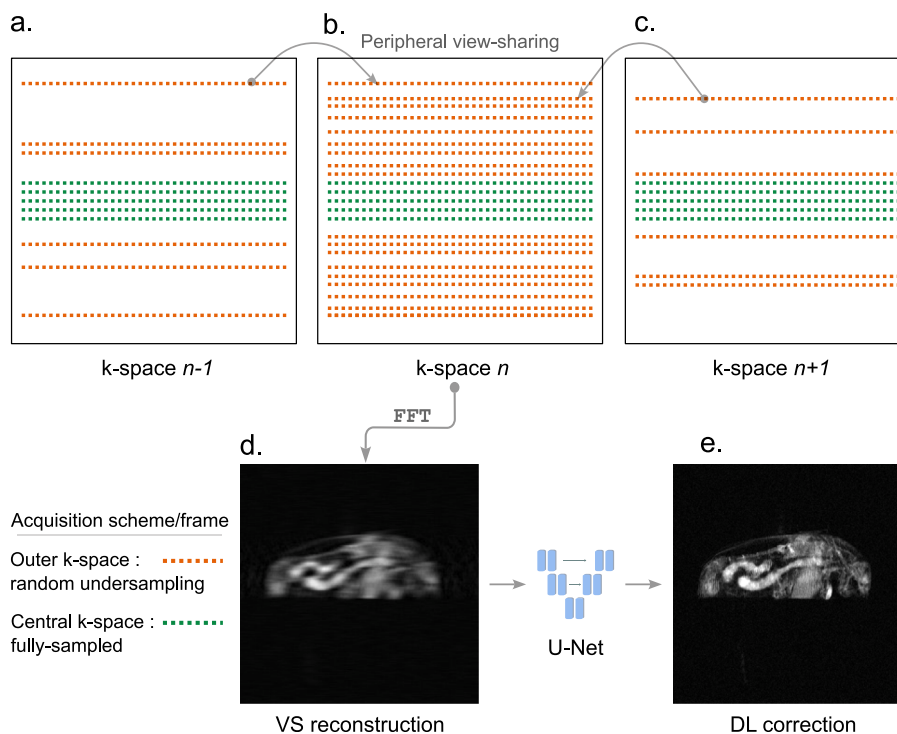 a.
b.
c.
Peripheral view-sharing
k-space n-1
k-space n
k-space n+1
FFT
d.
e.
Acquisition scheme/frame
Outer k-space :
random undersampling
Central k-space :
fully-sampled
U-Net
VS reconstruction
DL correction